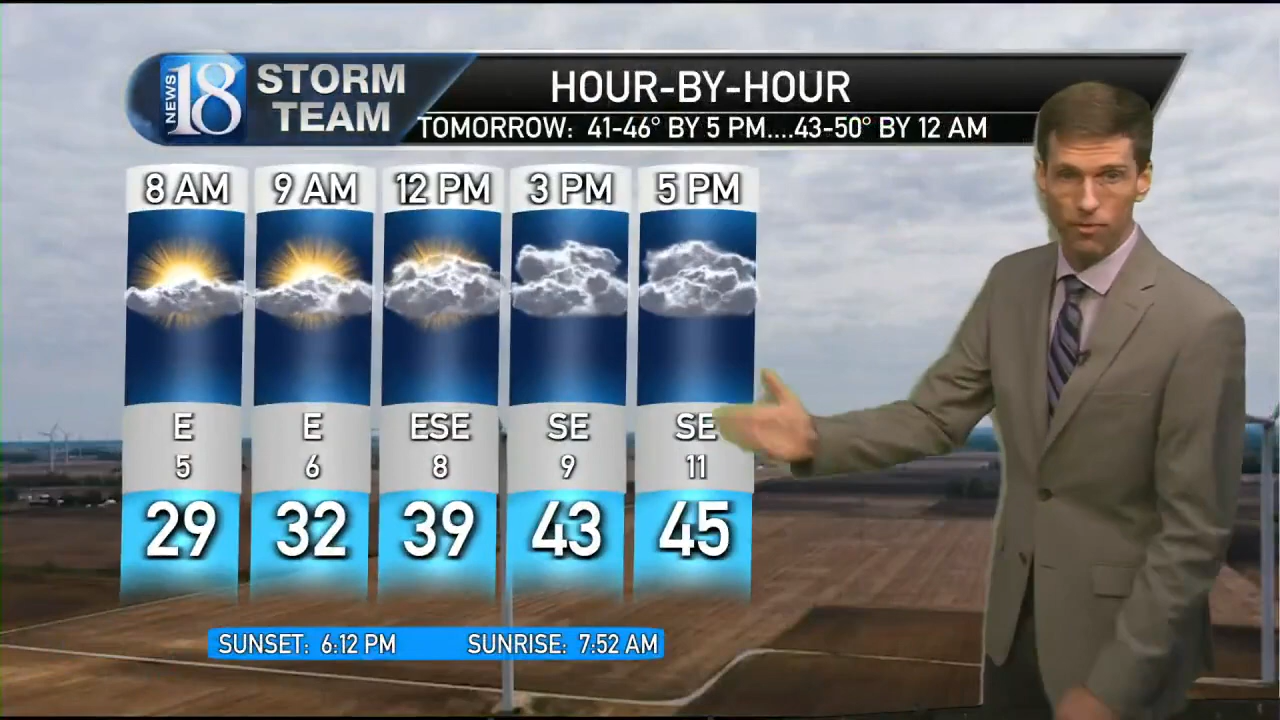 NEWS 18 STORM TEAM
HOUR-BY-HOUR
TOMORROW: 41-46° BY 5 PM....43-50° BY 12 AM
8 AM 9 AM 12 PM 3 PM 5 PM
E E ESE SE SE
5 6 8 9 11
29 32 39 43 45
SUNSET: 6:12 PM SUNRISE: 7:52 AM